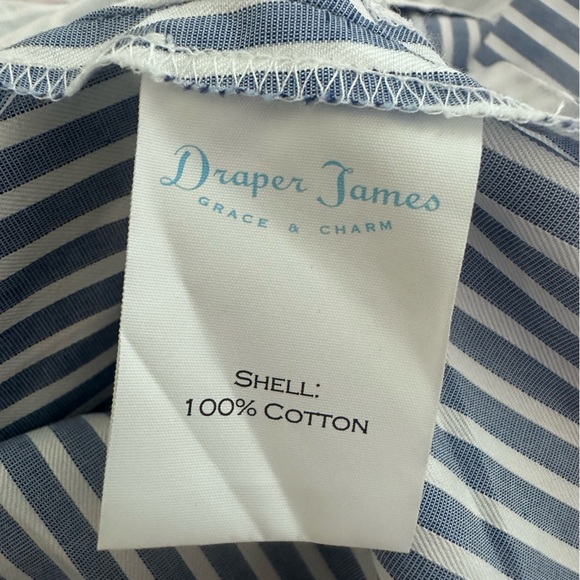 Draper James
GRACE & CHARM
SHELL:
100% COTTON